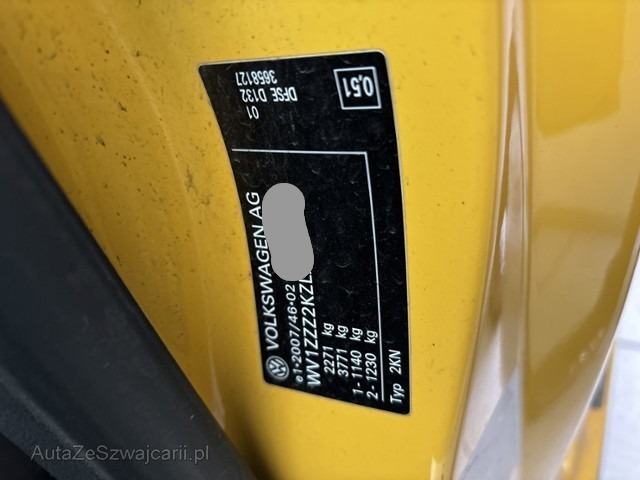 VOLKSWAGEN AG
e1*2007/46*02
WV1ZZZ2KZL
2271 kg
3771 kg
1- 1140 kg
2- 1230 kg
Typ 2KN
01
DFSE D132
3658127
0,51
AutaZeSzwajcarii.pl